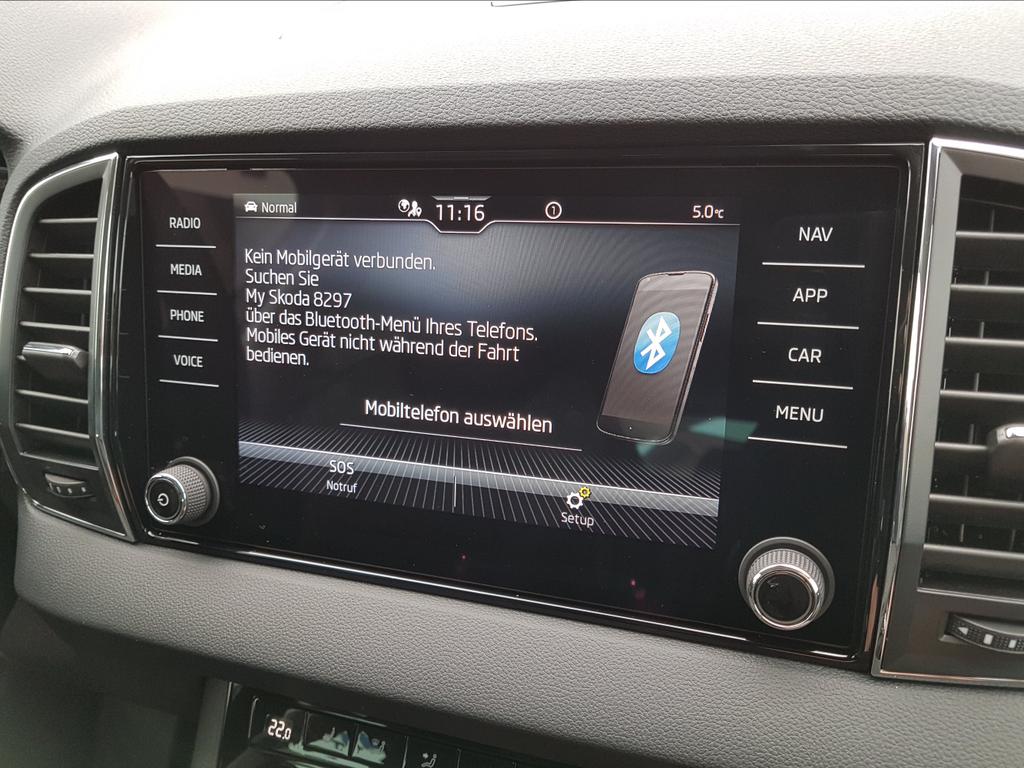 Normal
11:16
1
5.0°C
RADIO
MEDIA
PHONE
VOICE
Kein Mobilgerät verbunden.
Suchen Sie
My Skoda 8297
über das Bluetooth-Menü Ihres Telefons.
Mobiles Gerät nicht während der Fahrt
bedienen.
Mobiltelefon auswählen
SOS
Notruf
Setup
NAV
APP
CAR
MENU
22.0